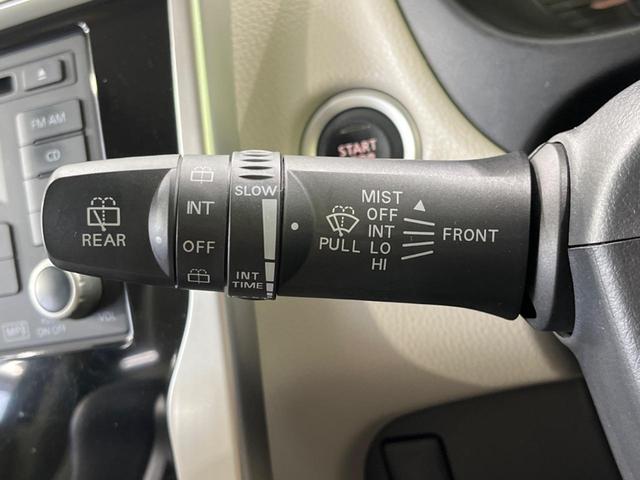 FM/AM
CD
MP3
ON·OFF
VOL
REAR
INT
OFF
SLOW
INT
TIME
PULL
MIST
OFF
INT
LO
HI
FRONT
START